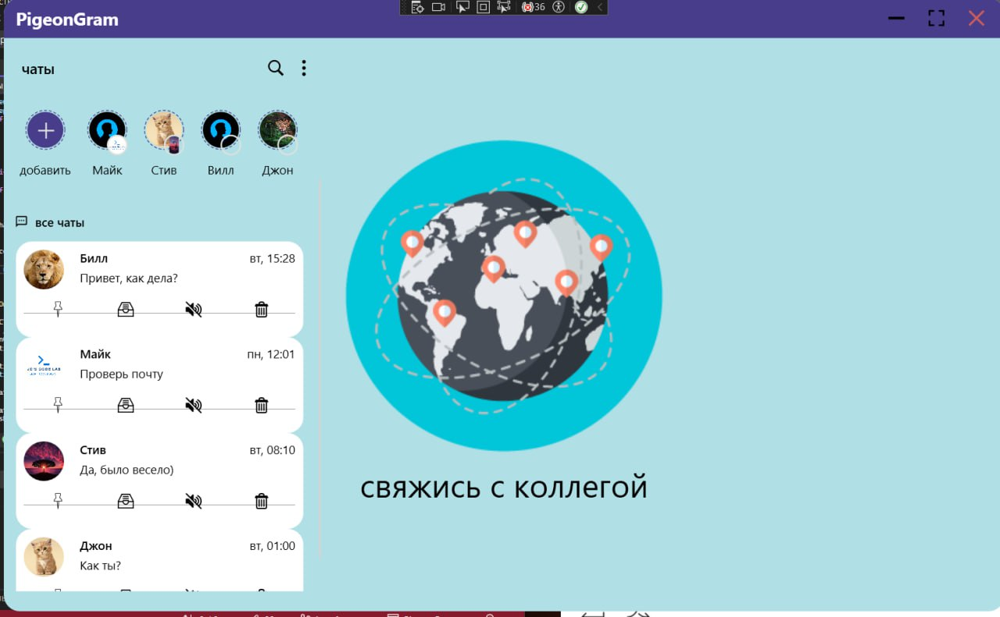 36
PigeonGram
чаты
добавить
Майк
Стив
Вилл
Джон
все чаты
Билл
вт, 15:28
Привет, как дела?
Майк
пн, 12:01
Проверь почту
Стив
вт, 08:10
Да, было весело)
Джон
вт, 01:00
Как ты?
свяжись с коллегой